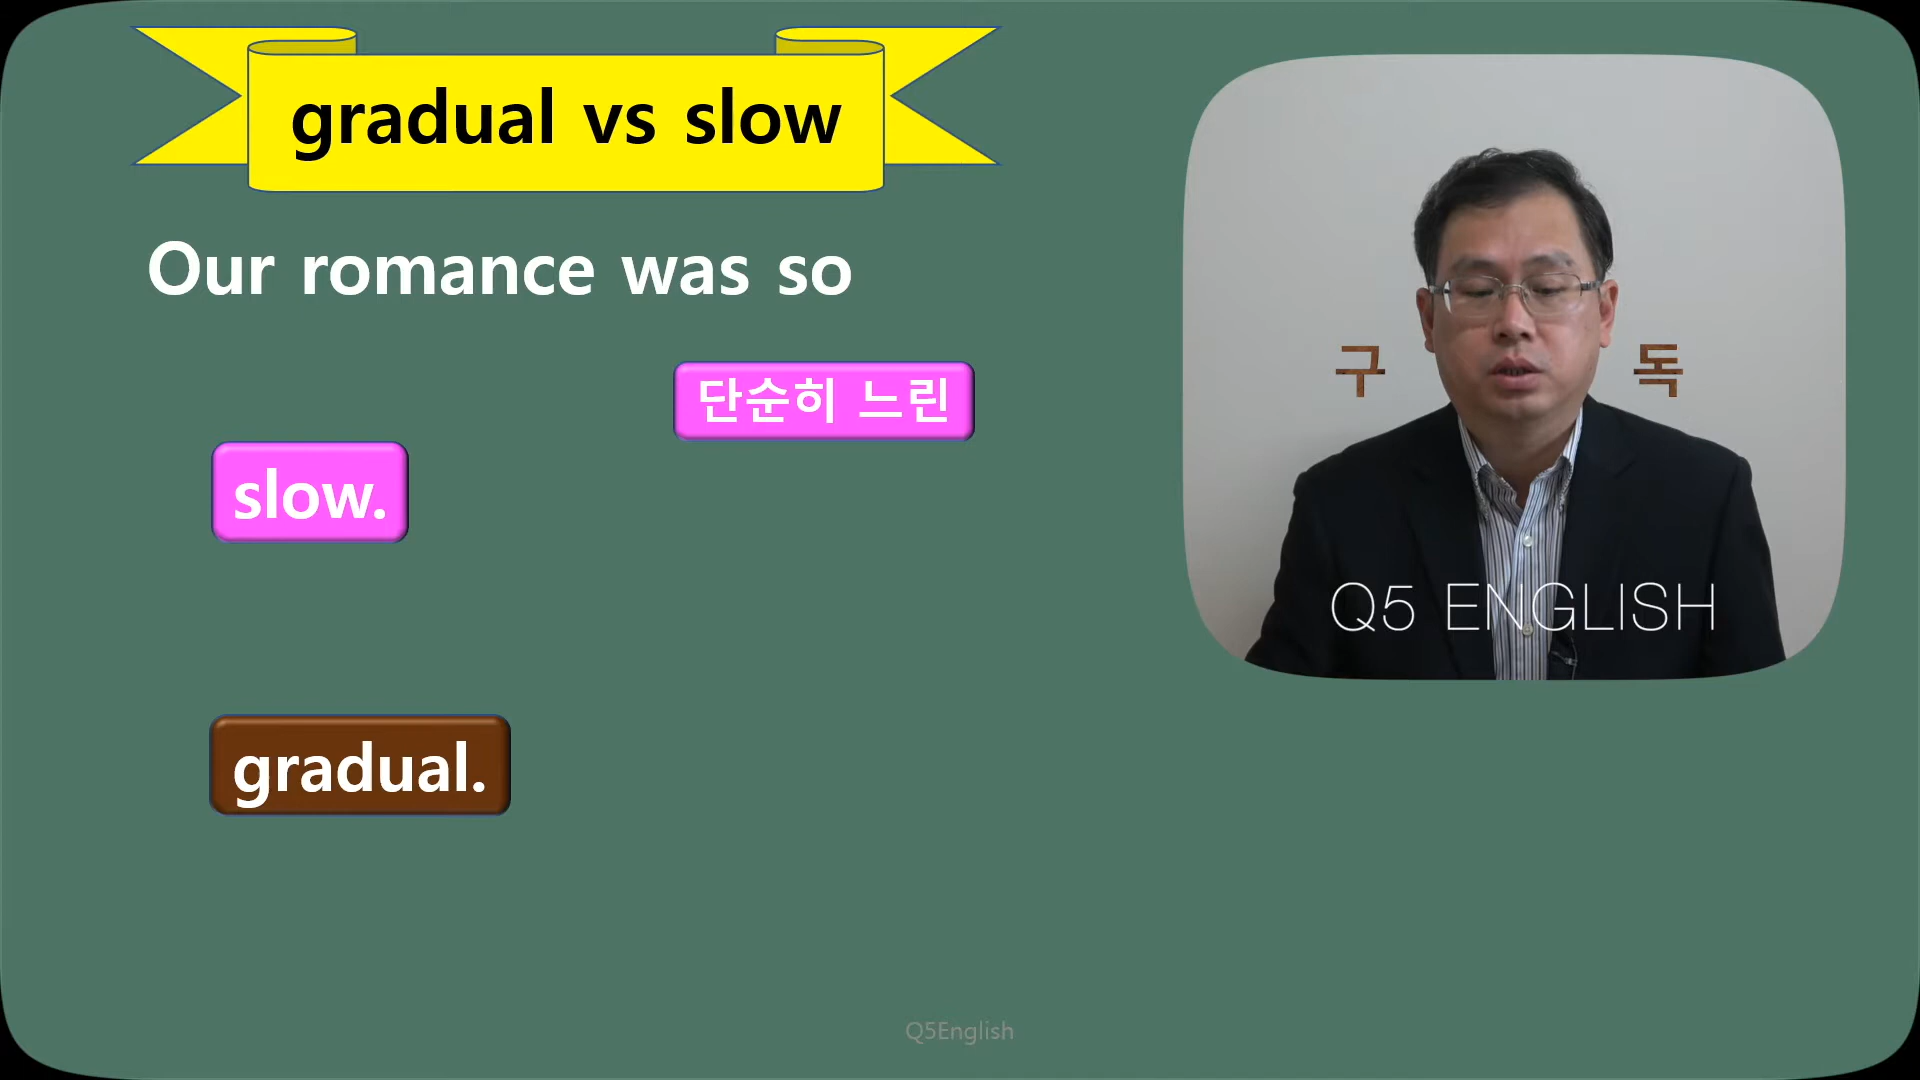 gradual vs slow
Our romance was so
단순히 느린
slow.
gradual.
구 독
Q5 ENGLISH
Q5English